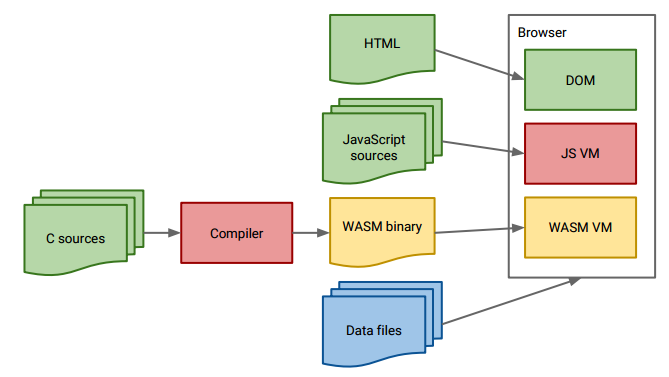 HTML
Browser
DOM
JavaScript
sources
JS VM
C sources
Compiler
WASM binary
WASM VM
Data files